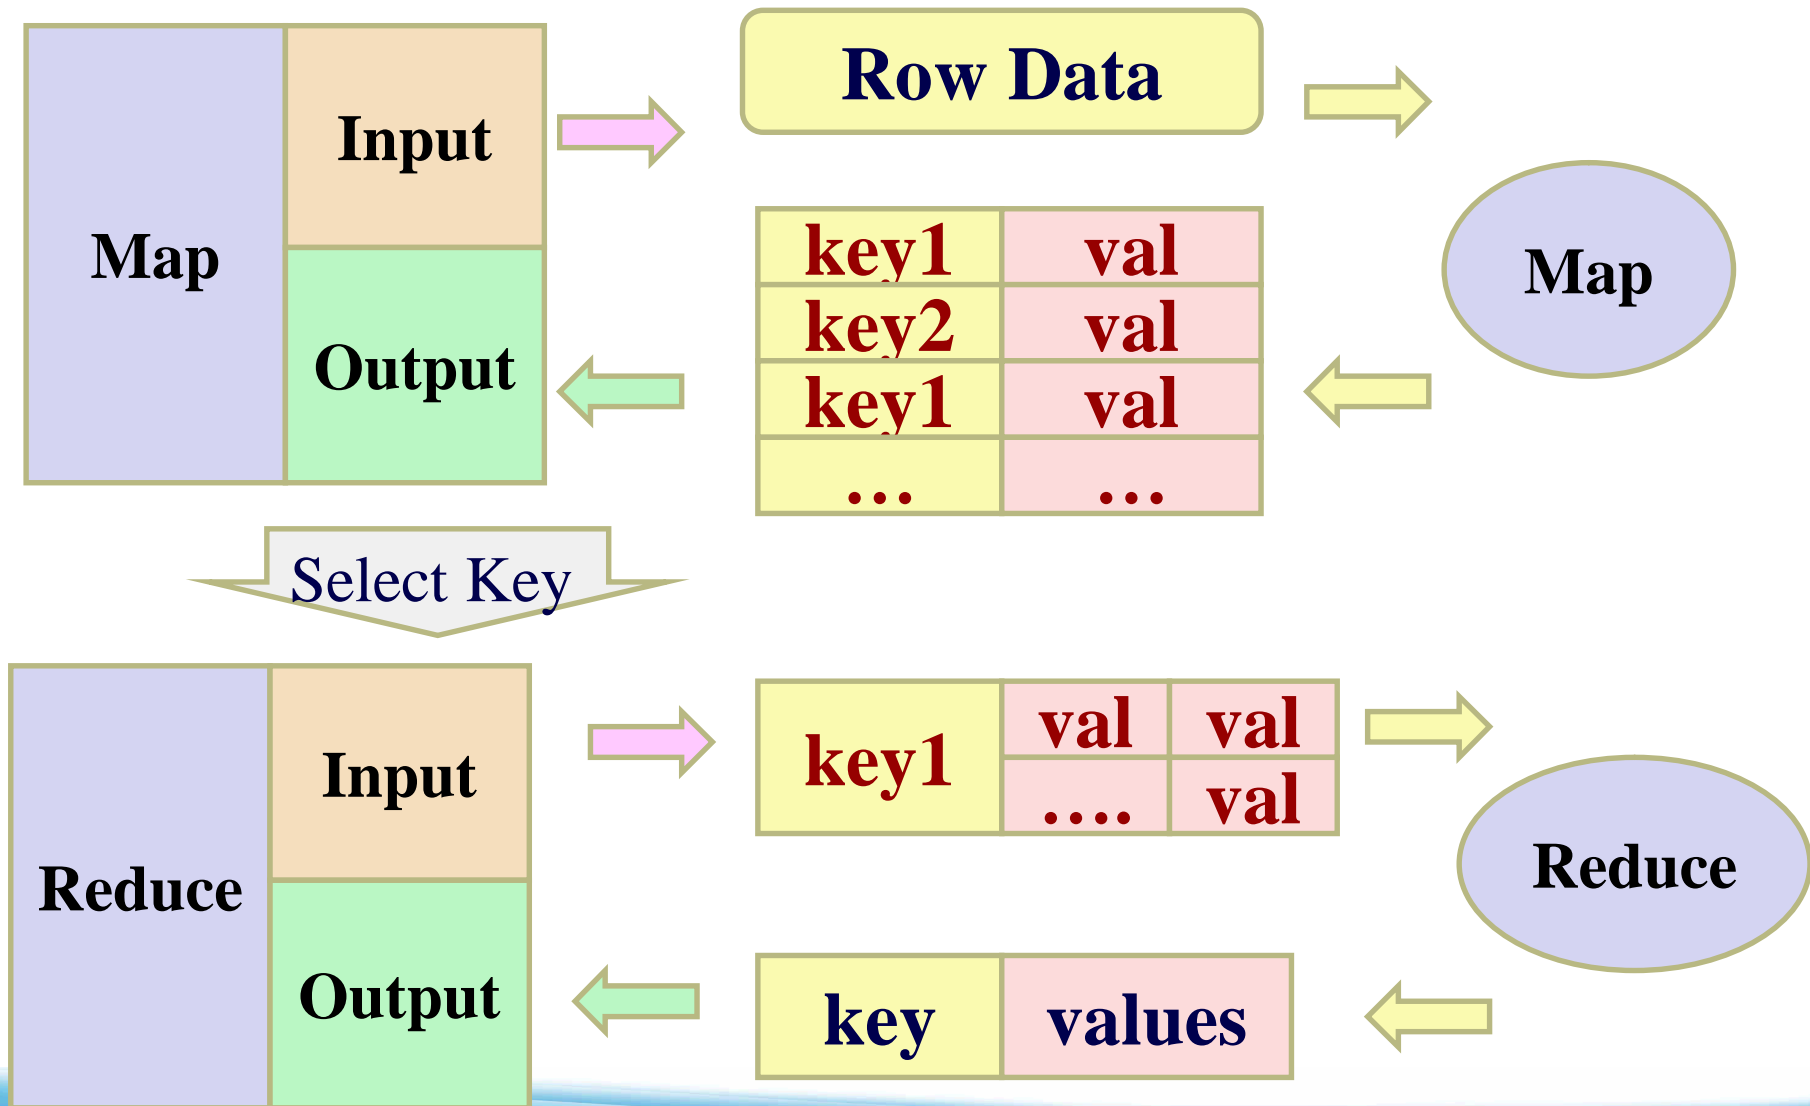 Map
Input
Output
Row Data
key1 val
key2 val
key1 val
... ...
Map
Select Key
Reduce
Input
Output
key1
val val
.... val
key values
Reduce